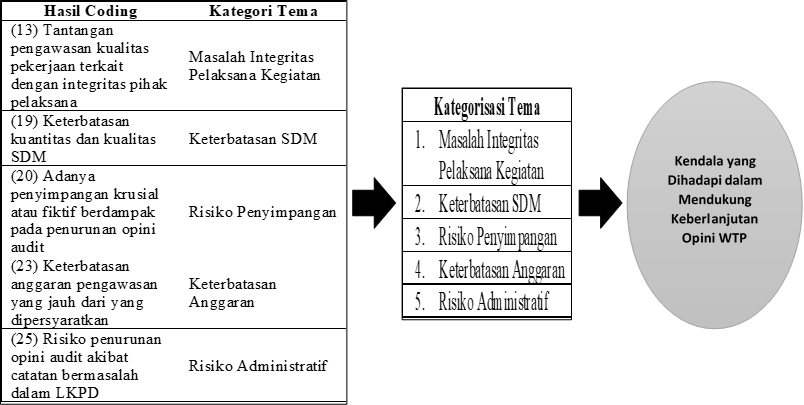 Hasil Coding Kategori Tema
(13) Tantangan
pengawasan kualitas
pekerjaan terkait
dengan integritas pihak
pelaksana
Masalah Integritas
Pelaksana Kegiatan
(19) Keterbatasan
kuantitas dan kualitas
SDM
Keterbatasan SDM
(20) Adanya
penyimpangan krusial
atau fiktif berdampak
pada penurunan opini
audit
Risiko Penyimpangan
(23) Keterbatasan
anggaran pengawasan
yang jauh dari yang
dipersyaratkan
Keterbatasan
Anggaran
(25) Risiko penurunan
opini audit akibat
catatan bermasalah
dalam LKPD
Risiko Administratif
Kategorisasi Tema
1. Masalah Integritas
Pelaksana Kegiatan
2. Keterbatasan SDM
3. Risiko Penyimpangan
4. Keterbatasan Anggaran
5. Risiko Administratif
Kendala yang
Dihadapi dalam
Mendukung
Keberlanjutan
Opini WTP